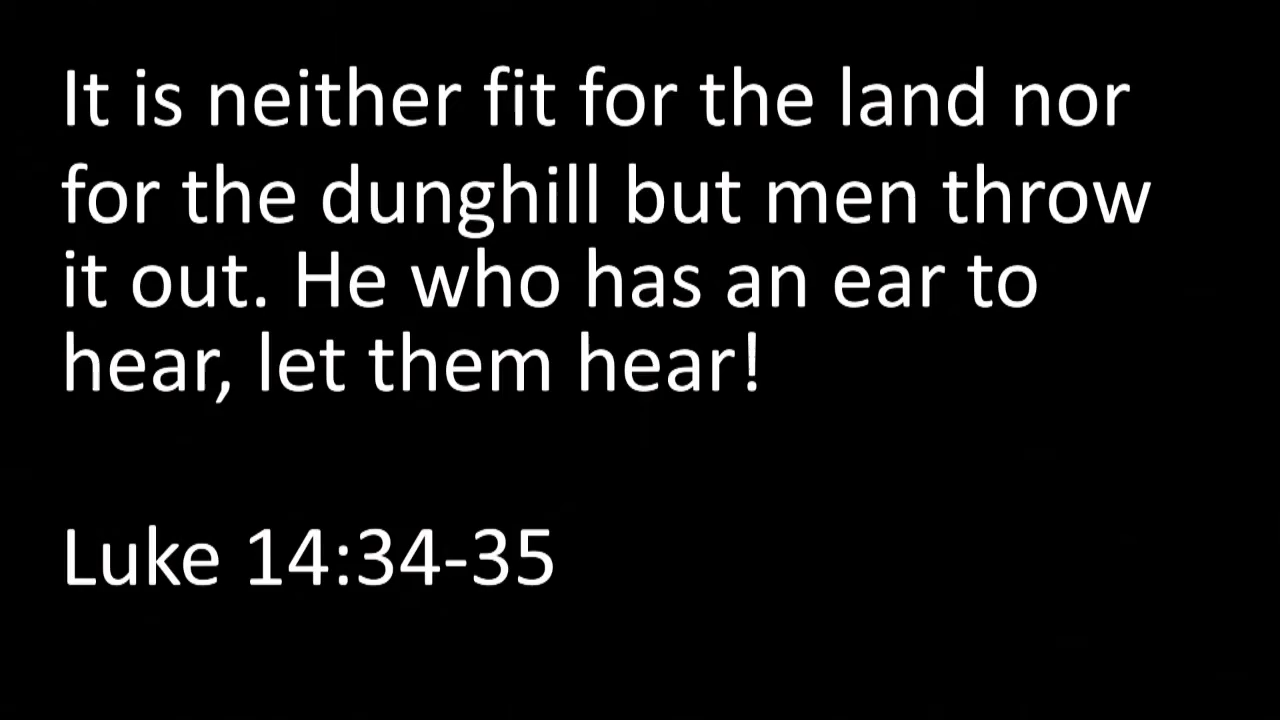 It is neither fit for the land nor
for the dunghill but men throw
it out. He who has an ear to
hear, let them hear!
Luke 14:34-35